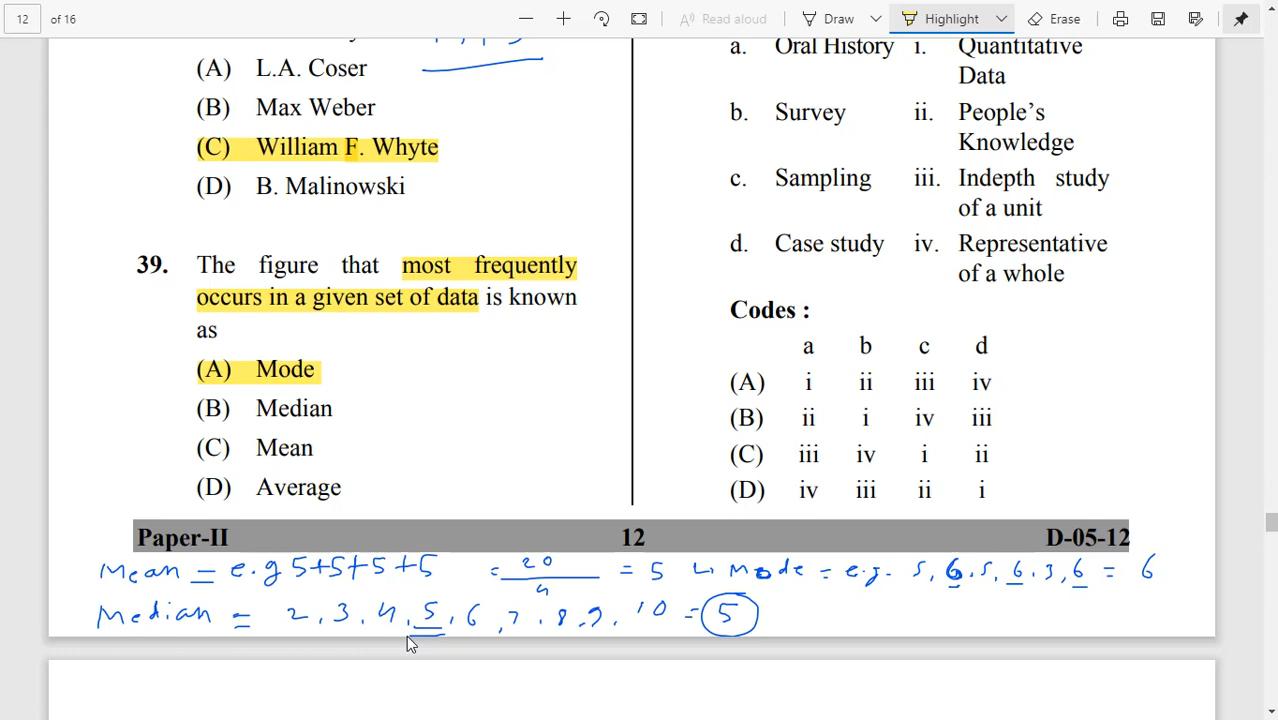 12 of 16
Read aloud
Draw
Highlight
Erase
(A) L.A. Coser
(B) Max Weber
(C) William F. Whyte
(D) B. Malinowski
39. The figure that most frequently
occurs in a given set of data is known
as
(A) Mode
(B) Median
(C) Mean
(D) Average
a. Oral History i. Quantitative
Data
b. Survey ii. People's
Knowledge
c. Sampling iii. Indepth study
of a unit
d. Case study iv. Representative
of a whole
Codes :
a b c d
(A) i ii iii iv
(B) ii i iv iii
(C) iii iv i ii
(D) iv iii ii i
Paper-II 12 D-05-12
Mean = e.g 5+5+5+5 = 20/4 = 5 Mode = e.g. 5, 6, 5, 6, 3, 6 = 6
Median = 2, 3, 4, 5, 6, 7, 8, 9, 10 = 5